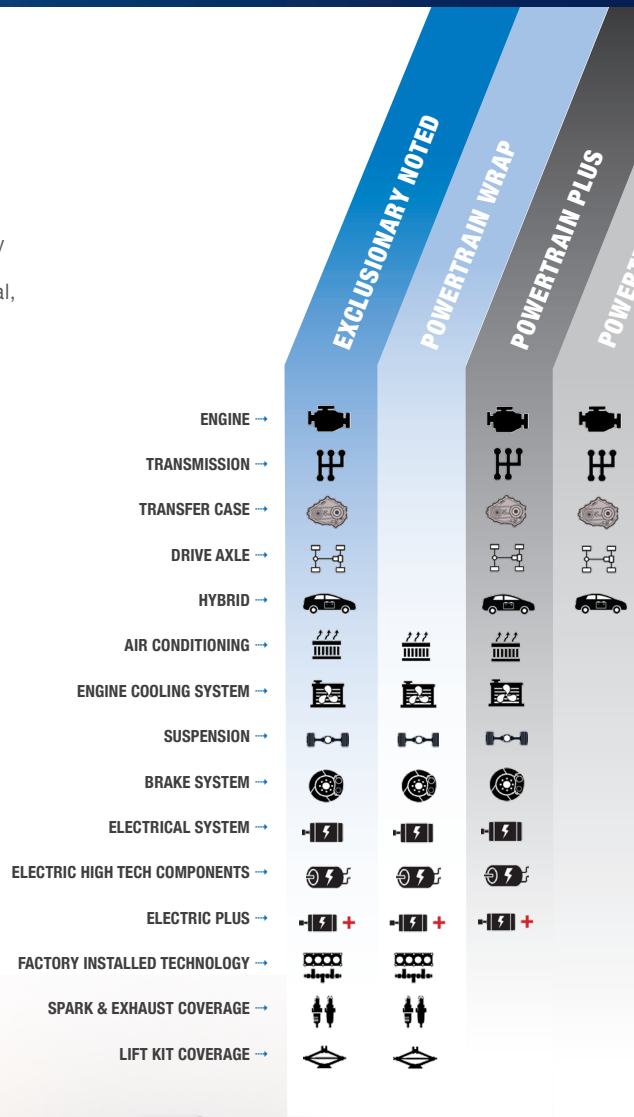 al,
EXCLUSIONARY NOTED
POWERTRAIN WRAP
POWERTRAIN PLUS
ENGINE
TRANSMISSION
TRANSFER CASE
DRIVE AXLE
HYBRID
AIR CONDITIONING
ENGINE COOLING SYSTEM
SUSPENSION
BRAKE SYSTEM
ELECTRICAL SYSTEM
ELECTRIC HIGH TECH COMPONENTS
ELECTRIC PLUS
FACTORY INSTALLED TECHNOLOGY
SPARK & EXHAUST COVERAGE
LIFT KIT COVERAGE